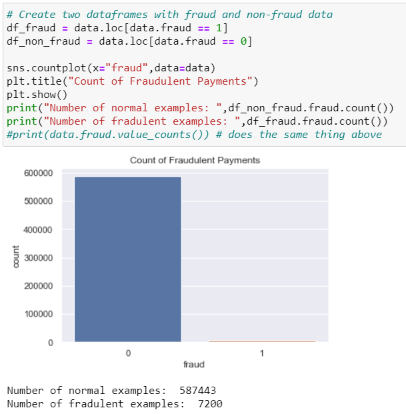 # Create two dataframes with fraud and non-fraud data
df_fraud = data.loc[data.fraud == 1]
df_non_fraud = data.loc[data.fraud == 0]
sns.countplot(x="fraud",data=data)
plt.title("Count of Fraudulent Payments")
plt.show()
print("Number of normal examples: ",df_non_fraud.fraud.count())
print("Number of fradulent examples: ",df_fraud.fraud.count())
#print(data.fraud.value_counts()) # does the same thing above
Count of Fraudulent Payments
600000
500000
400000
300000
200000
100000
0
count
0 1
fraud
Number of normal examples:  587443
Number of fradulent examples:  7200